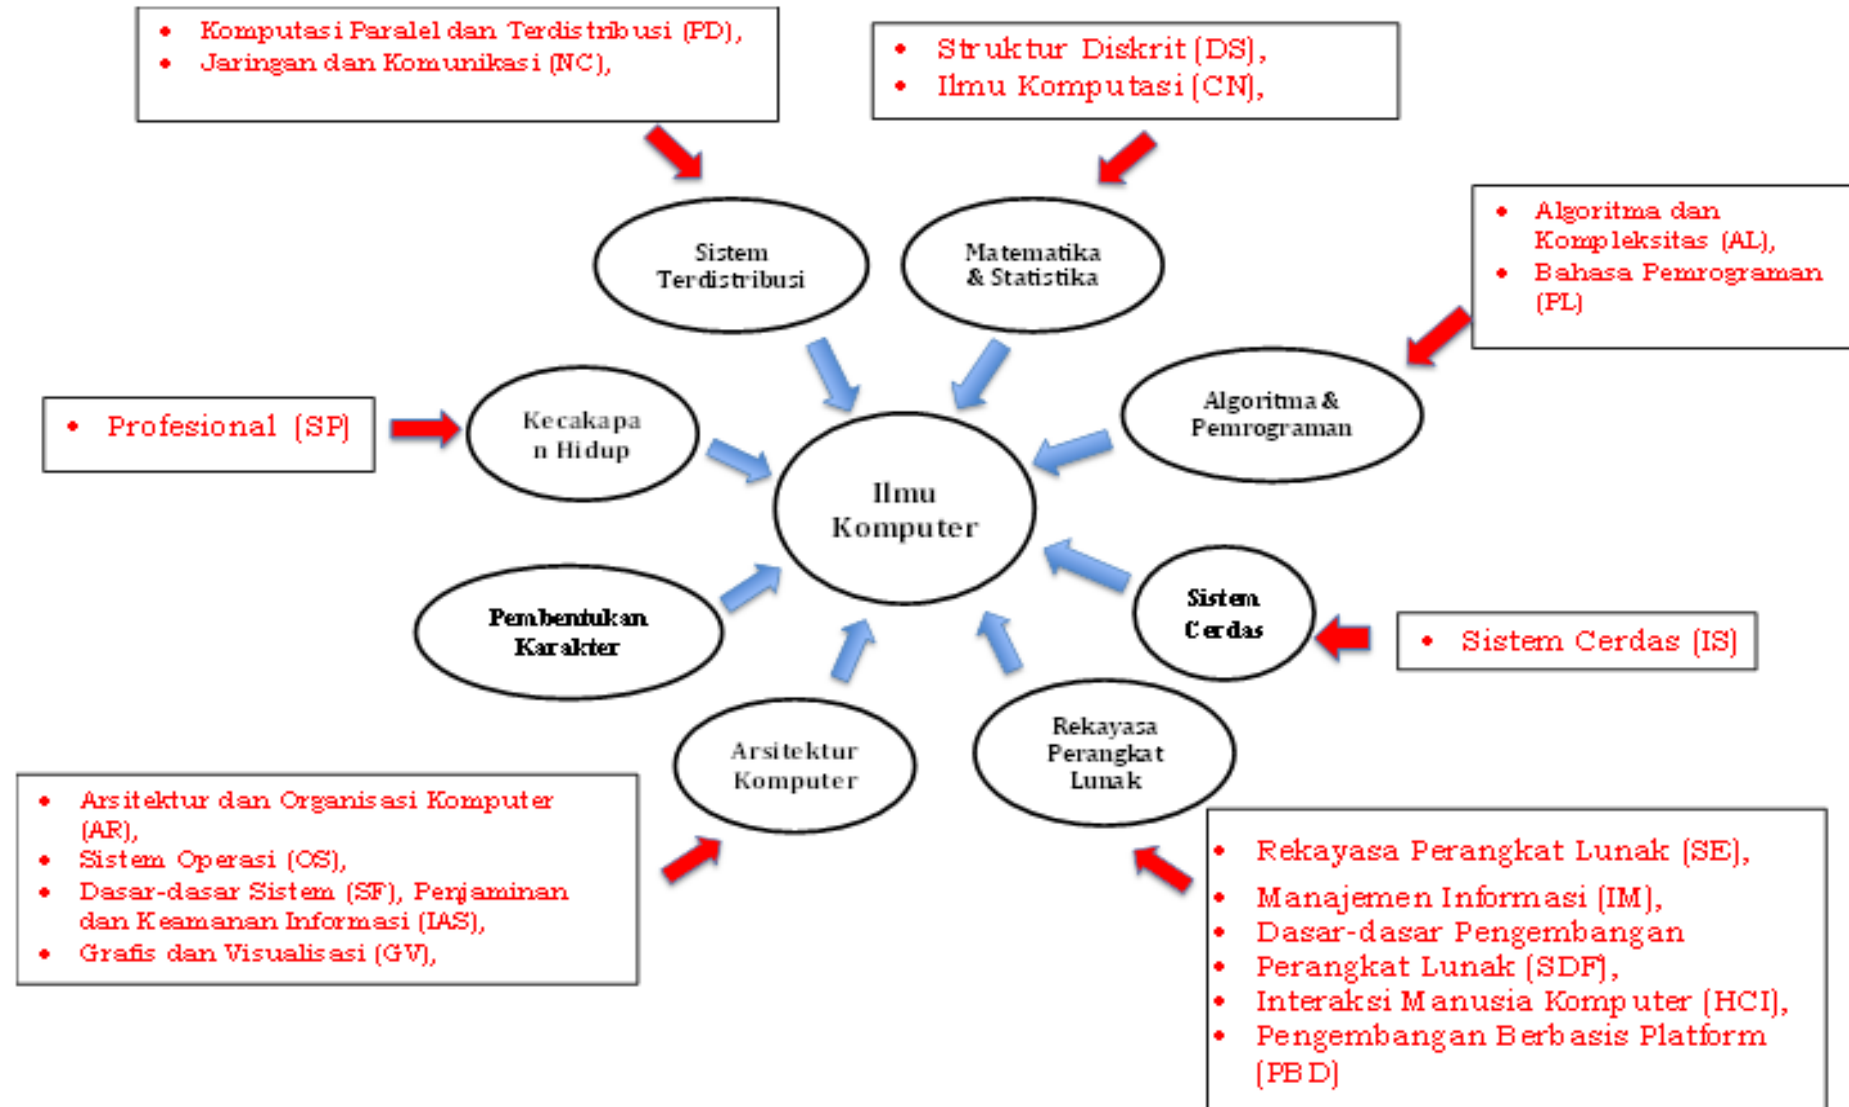 • Komputasi Paralel dan Terdistribusi (PD),
• Jaringan dan Komunikasi (NC),
• Struktur Diskrit (DS),
• Ilmu Komputasi (CN),
• Algoritma dan
Kompleksitas (AL),
• Bahasa Pemrograman
(PL)
Sistem
Terdistribusi
Matematika
& Statistika
Algoritma &
Pemrograman
• Profesional (SP)
Kecakapa
n Hidup
Ilmu
Komputer
Pembentukan
Karakter
Sistem
Cerdas
• Sistem Cerdas (IS)
Arsitektur
Komputer
Rekayasa
Perangkat
Lunak
• Arsitektur dan Organisasi Komputer
(AR),
• Sistem Operasi (OS),
• Dasar-dasar Sistem (SF), Penjaminan
dan Keamanan Informasi (IAS),
• Grafis dan Visualisasi (GV),
• Rekayasa Perangkat Lunak (SE),
• Manajemen Informasi (IM),
• Dasar-dasar Pengembangan
• Perangkat Lunak (SDF),
• Interaksi Manusia Komputer (HCI),
• Pengembangan Berbasis Platform
(PBD)